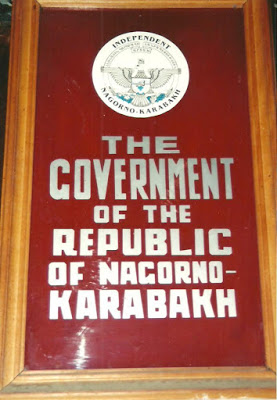 INDEPENDENT
NAGORNO-KARABAKH
THE
GOVERNMENT
OF THE
REPUBLIC
OF NAGORNO-
KARABAKH